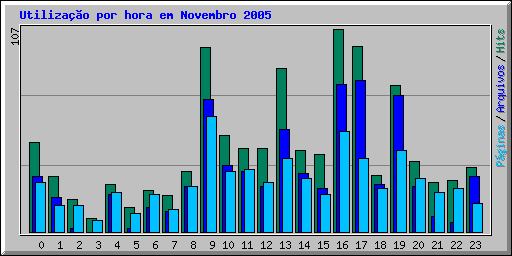 Utilização por hora em Novembro 2005
107
0 1 2 3 4 5 6 7 8 9 10 11 12 13 14 15 16 17 18 19 20 21 22 23
Páginas / Arquivos / Hits